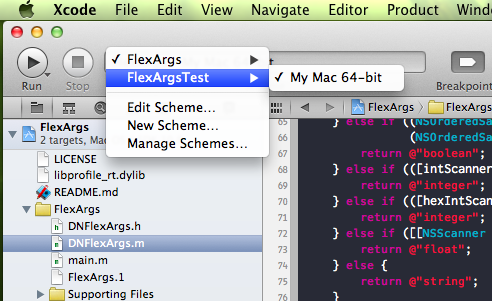 Xcode File Edit View Navigate Editor Product Windo
FlexArgs
FlexArgsTest
My Mac 64-bit
Edit Scheme...
New Scheme...
Manage Schemes...
Run Stop Breakpoint
FlexArgs
2 targets, Mac
LICENSE
libprofile_rt.dylib
README.md
FlexArgs
DNFlexArgs.h
DNFlexArgs.m
main.m
FlexArgs.1
Supporting Files
FlexArgs FlexArgs
65 } else if ((NSOrderedSa
66 (NSOrderedSa
67 return @"boolean";
68 } else if (([intScanner
69 return @"integer";
70 } else if (([hexIntScan
71 return @"integer";
72 } else if ([[NSScanner
73 return @"float";
74 } else {
75 return @"string";
76 }